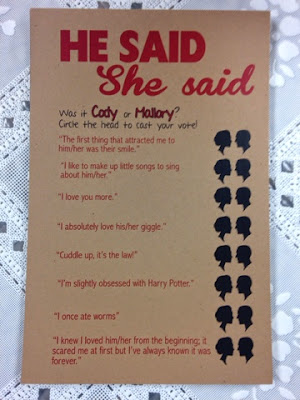 HE SAID
She said
Was it Cody or Mallory?
Circle the head to cast your vote!
"The first thing that attracted me to
him/her was their smile."
"I like to make up little songs to sing
about him/her."
"I love you more."
"I absolutely love his/her giggle."
"Cuddle up, it's the law!"
"I'm slightly obsessed with Harry Potter."
"I once ate worms"
"I knew I loved him/her from the beginning; it
scared me at first but I've always known it was
forever."